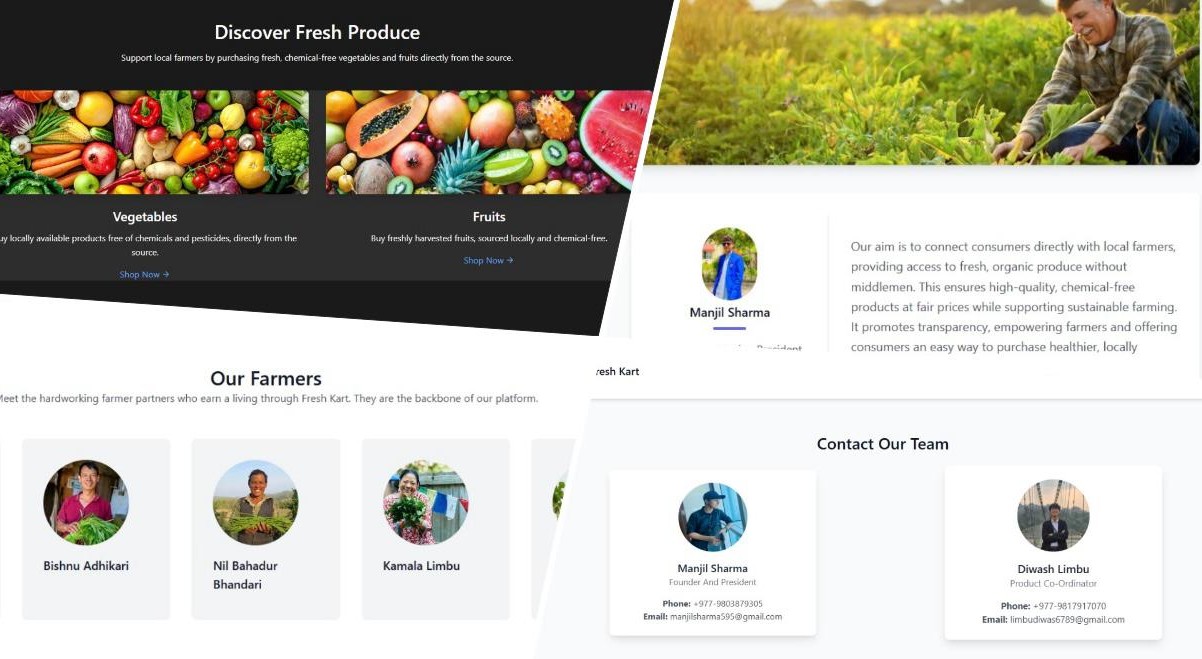 Discover Fresh Produce
Support local farmers by purchasing fresh, chemical-free vegetables and fruits directly from the source.
Vegetables
uy locally available products free of chemicals and pesticides, directly from the
source.
Shop Now →
Fruits
Buy freshly harvested fruits, sourced locally and chemical-free.
Shop Now →
Manjil Sharma
President
Our aim is to connect consumers directly with local farmers,
providing access to fresh, organic produce without
middlemen. This ensures high-quality, chemical-free
products at fair prices while supporting sustainable farming.
It promotes transparency, empowering farmers and offering
consumers an easy way to purchase healthier, locally
Our Farmers
Meet the hardworking farmer partners who earn a living through Fresh Kart. They are the backbone of our platform.
Bishnu Adhikari
Nil Bahadur
Bhandari
Kamala Limbu
resh Kart
Contact Our Team
Manjil Sharma
Founder And President
Phone: +977-9803879305
Email: manjilsharma595@gmail.com
Diwash Limbu
Product Co-Ordinator
Phone: +977-9817917070
Email: limbudiwas6789@gmail.com